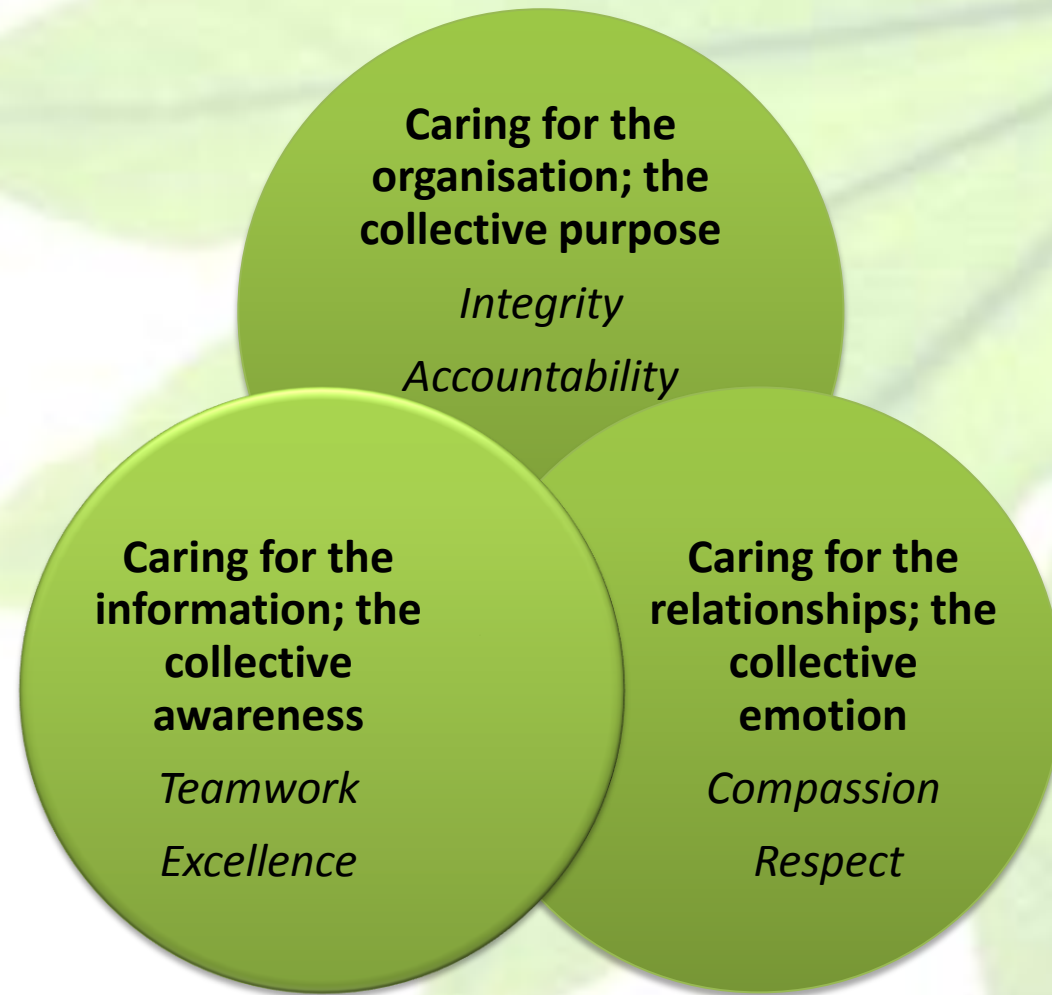 Caring for the
organisation; the
collective purpose
Integrity
Accountability
Caring for the
information; the
collective
awareness
Teamwork
Excellence
Caring for the
relationships; the
collective
emotion
Compassion
Respect